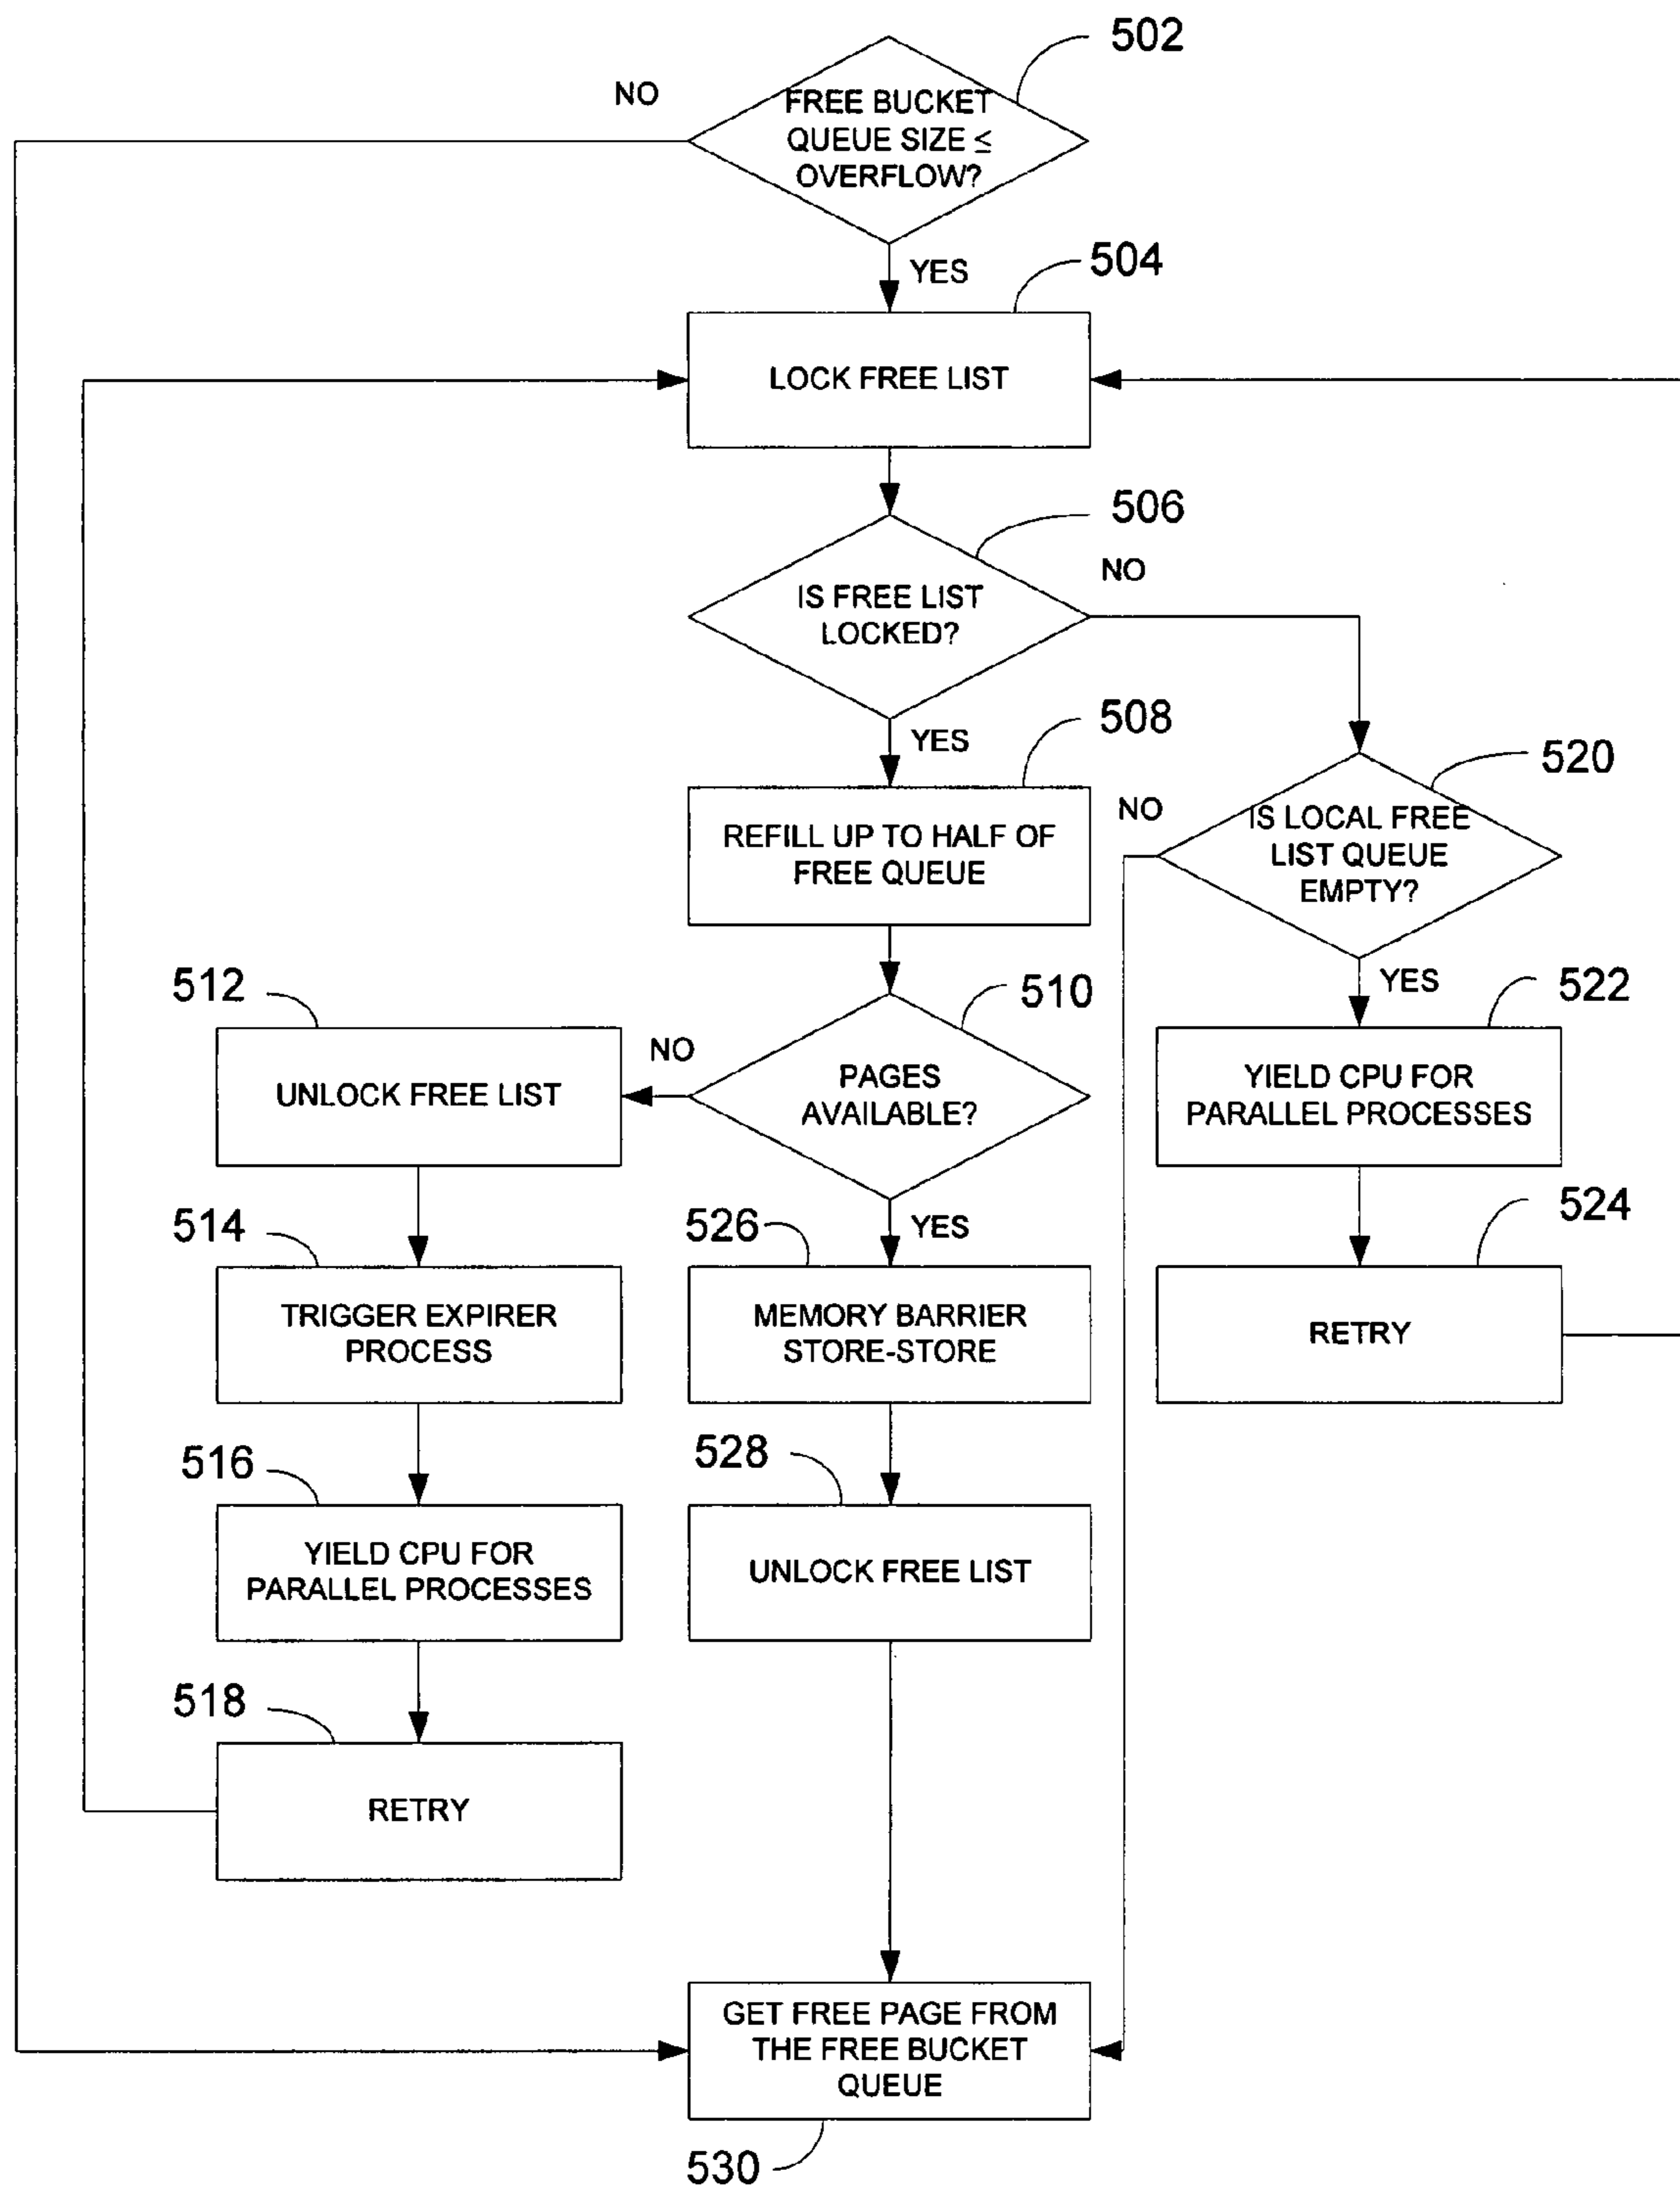 502
NO
FREE BUCKET
QUEUE SIZE ≤
OVERFLOW?
YES
504
LOCK FREE LIST
506
NO
IS FREE LIST
LOCKED?
YES
508
REFILL UP TO HALF OF
FREE QUEUE
520
NO
IS LOCAL FREE
LIST QUEUE
EMPTY?
YES
512
UNLOCK FREE LIST
NO
510
PAGES
AVAILABLE?
YES
522
YIELD CPU FOR
PARALLEL PROCESSES
514
TRIGGER EXPIRER
PROCESS
526
MEMORY BARRIER
STORE-STORE
524
RETRY
516
YIELD CPU FOR
PARALLEL PROCESSES
528
UNLOCK FREE LIST
518
RETRY
GET FREE PAGE FROM
THE FREE BUCKET
QUEUE
530